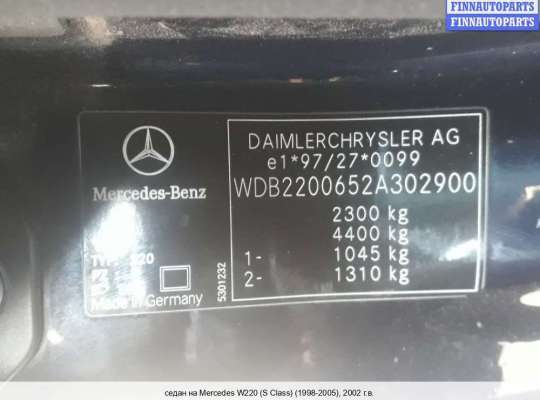 FINNAUTOPARTS
FINNAUTOPARTS
FINNAUTOPARTS
Mercedes-Benz
DAIMLERCHRYSLER AG
e1*97/27*0099
WDB2200652A302900
2300 kg
4400 kg
1- 1045 kg
2- 1310 kg
220
Made in Germany
5301232
седан на Mercedes W220 (S Class) (1998-2005), 2002 г.в.